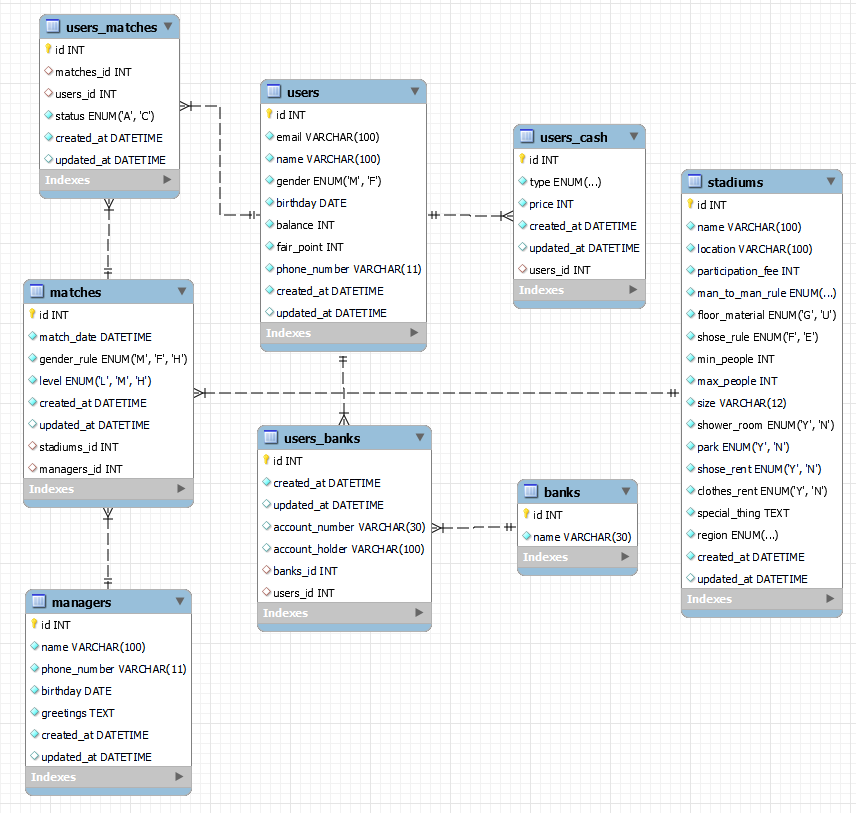 users_matches
id INT
matches_id INT
users_id INT
status ENUM('A', 'C')
created_at DATETIME
updated_at DATETIME
Indexes
users
id INT
email VARCHAR(100)
name VARCHAR(100)
gender ENUM('M', 'F')
birthday DATE
balance INT
fair_point INT
phone_number VARCHAR(11)
created_at DATETIME
updated_at DATETIME
Indexes
users_cash
id INT
type ENUM(...)
price INT
created_at DATETIME
updated_at DATETIME
users_id INT
Indexes
stadiums
id INT
name VARCHAR(100)
location VARCHAR(100)
participation_fee INT
man_to_man_rule ENUM(...)
floor_material ENUM('G', 'U')
shose_rule ENUM('F', 'E')
min_people INT
max_people INT
size VARCHAR(12)
shower_room ENUM('Y', 'N')
park ENUM('Y', 'N')
shose_rent ENUM('Y', 'N')
clothes_rent ENUM('Y', 'N')
special_thing TEXT
region ENUM(...)
created_at DATETIME
updated_at DATETIME
Indexes
matches
id INT
match_date DATETIME
gender_rule ENUM('M', 'F', 'H')
level ENUM('L', 'M', 'H')
created_at DATETIME
updated_at DATETIME
stadiums_id INT
managers_id INT
Indexes
users_banks
id INT
created_at DATETIME
updated_at DATETIME
account_number VARCHAR(30)
account_holder VARCHAR(100)
banks_id INT
users_id INT
Indexes
banks
id INT
name VARCHAR(30)
Indexes
managers
id INT
name VARCHAR(100)
phone_number VARCHAR(11)
birthday DATE
greetings TEXT
created_at DATETIME
updated_at DATETIME
Indexes